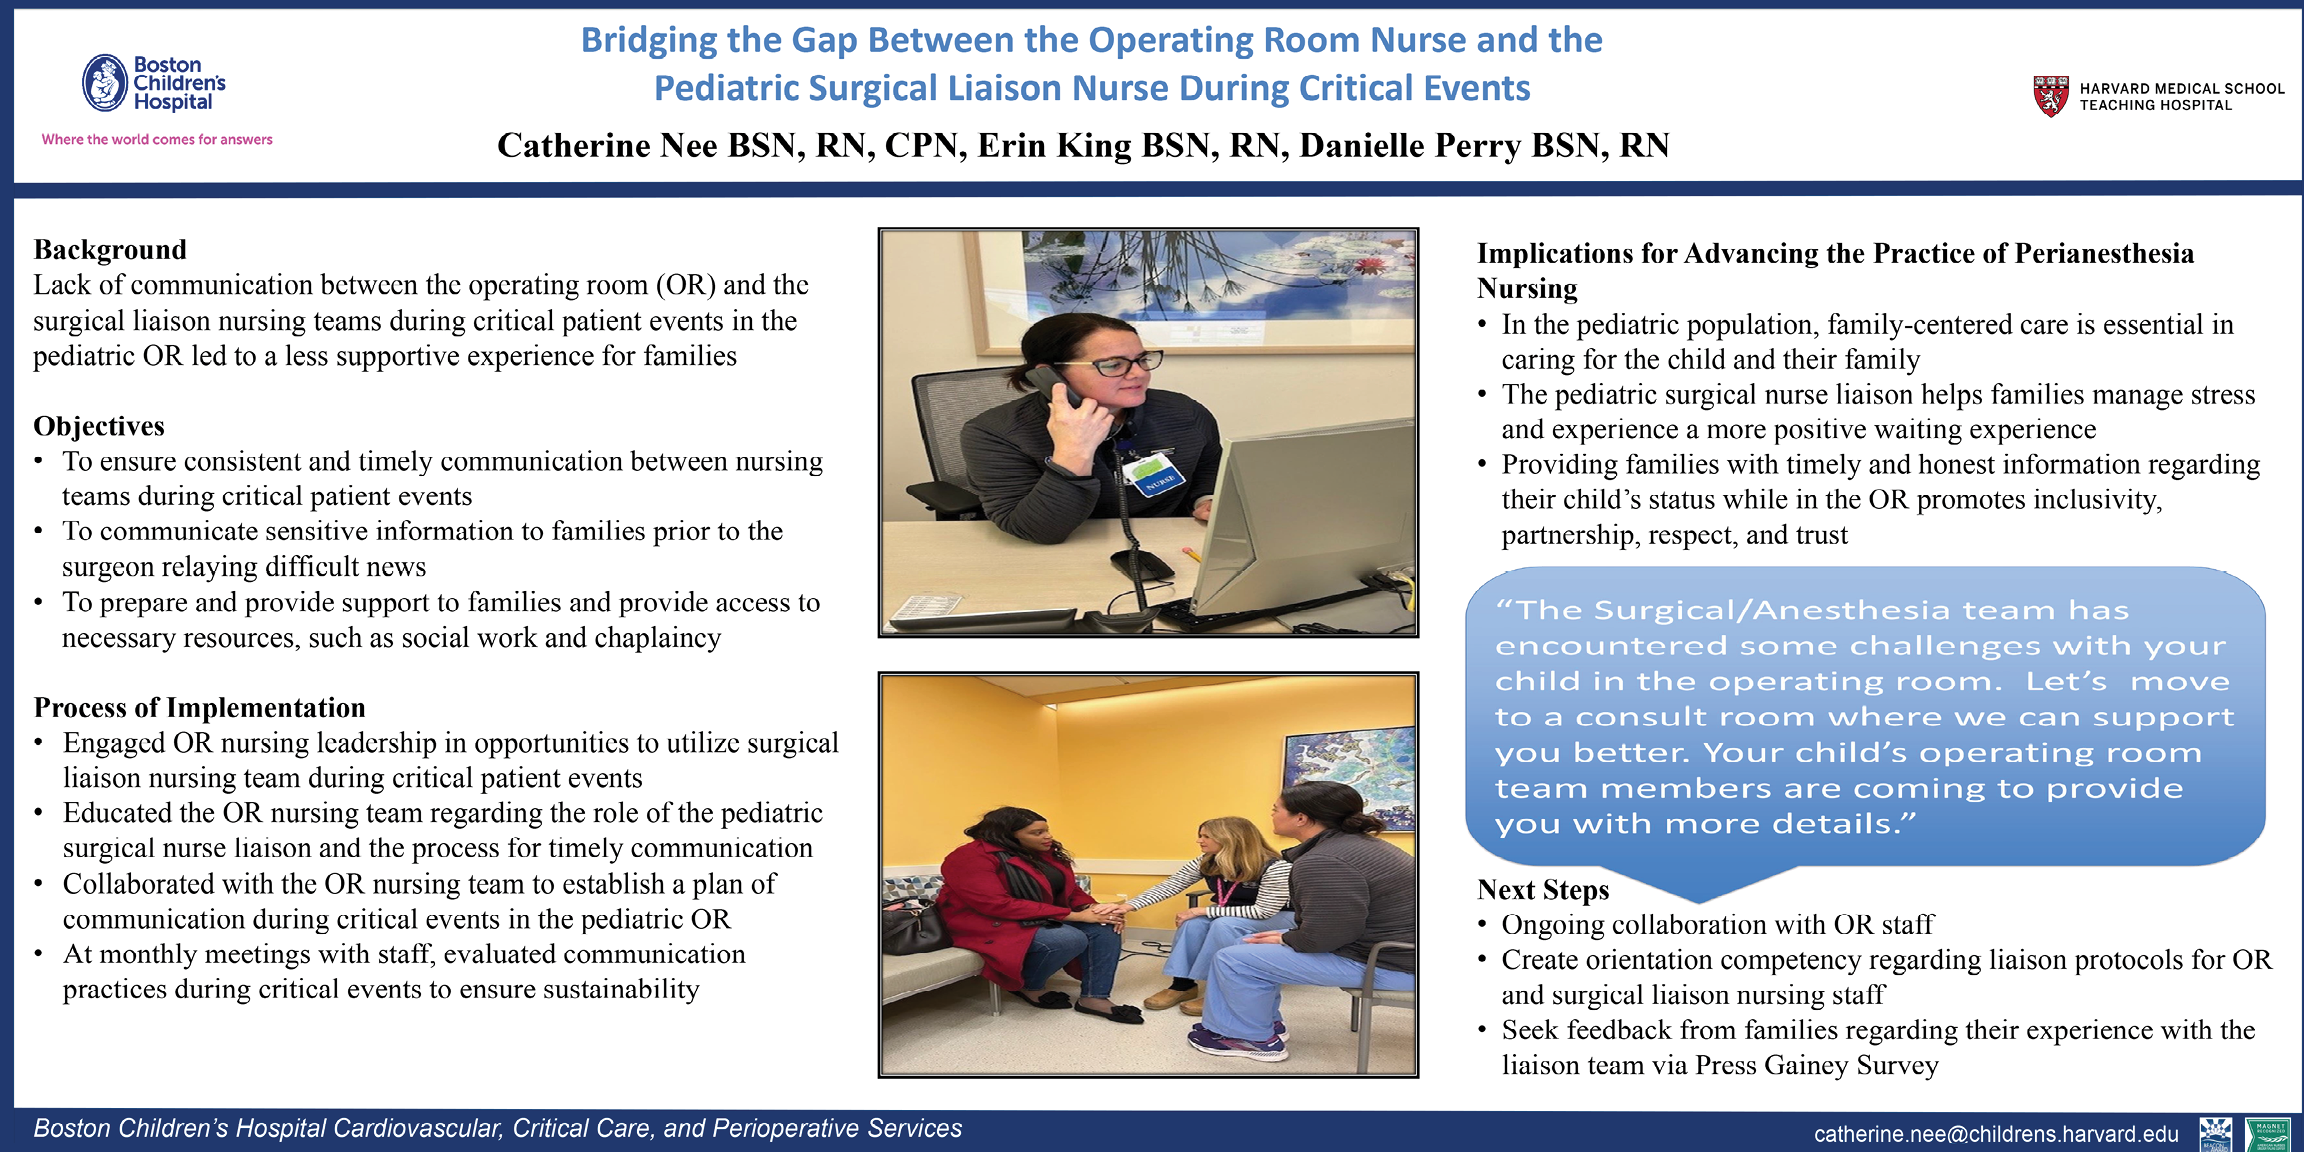 Boston
Children's
Hospital
Where the world comes for answers
Bridging the Gap Between the Operating Room Nurse and the
Pediatric Surgical Liaison Nurse During Critical Events
Catherine Nee BSN, RN, CPN, Erin King BSN, RN, Danielle Perry BSN, RN
HARVARD MEDICAL SCHOOL
TEACHING HOSPITAL
Background
Lack of communication between the operating room (OR) and the
surgical liaison nursing teams during critical patient events in the
pediatric OR led to a less supportive experience for families
Objectives
• To ensure consistent and timely communication between nursing
teams during critical patient events
• To communicate sensitive information to families prior to the
surgeon relaying difficult news
• To prepare and provide support to families and provide access to
necessary resources, such as social work and chaplaincy
Process of Implementation
• Engaged OR nursing leadership in opportunities to utilize surgical
liaison nursing team during critical patient events
• Educated the OR nursing team regarding the role of the pediatric
surgical nurse liaison and the process for timely communication
• Collaborated with the OR nursing team to establish a plan of
communication during critical events in the pediatric OR
• At monthly meetings with staff, evaluated communication
practices during critical events to ensure sustainability
NURSE
Implications for Advancing the Practice of Perianesthesia
Nursing
• In the pediatric population, family-centered care is essential in
caring for the child and their family
• The pediatric surgical nurse liaison helps families manage stress
and experience a more positive waiting experience
• Providing families with timely and honest information regarding
their child's status while in the OR promotes inclusivity,
partnership, respect, and trust
“The Surgical/Anesthesia team has
encountered some challenges with your
child in the operating room.  Let's  move
to a consult room where we can support
you better. Your child's operating room
team members are coming to provide
you with more details.”
Next Steps
• Ongoing collaboration with OR staff
• Create orientation competency regarding liaison protocols for OR
and surgical liaison nursing staff
• Seek feedback from families regarding their experience with the
liaison team via Press Gainey Survey
Boston Children's Hospital Cardiovascular, Critical Care, and Perioperative Services
catherine.nee@childrens.harvard.edu
BEACON
AWARD
MAGNET
RECOGNIZED